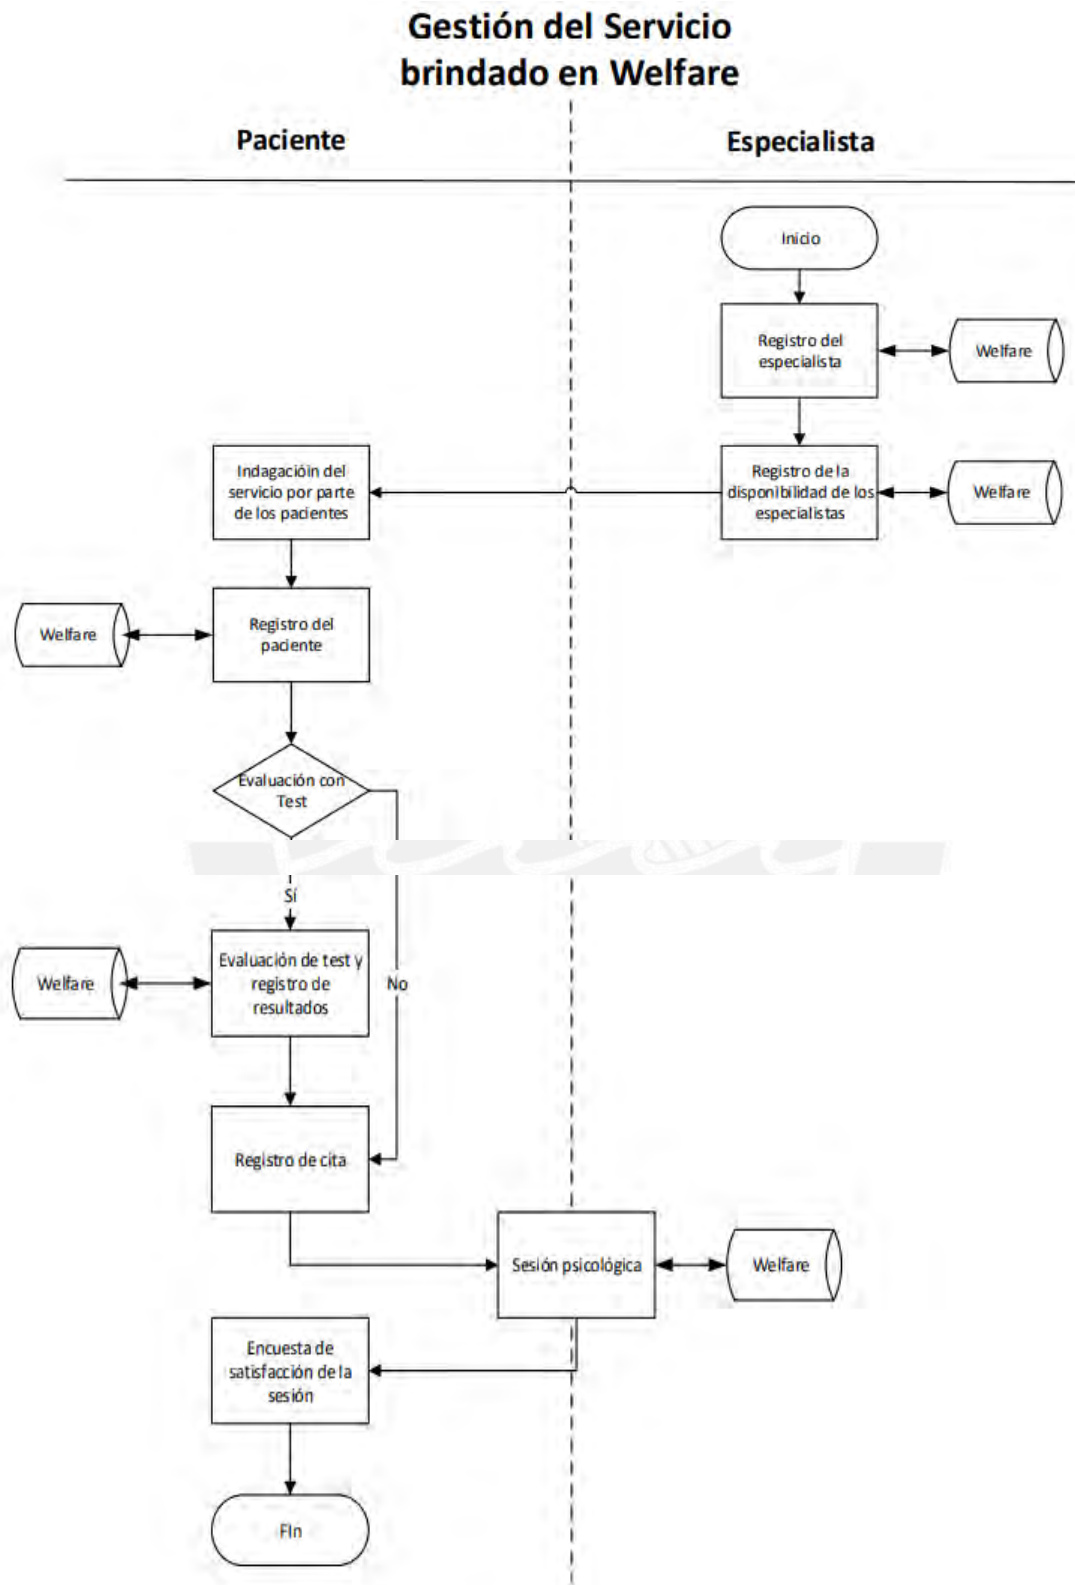 Gestión del Servicio
brindado en Welfare
Paciente
Especialista
Inicio
Registro del
especialista
Welfare
Indagacióin del
servicio por parte
de los pacientes
Registro de la
disponibilidad de los
especialistas
Welfare
Welfare
Registro del
paciente
Evaluación con
Test
Sí
Welfare
Evaluación de test y
registro de
resultados
No
Registro de cita
Sesión psicológica
Welfare
Encuesta de
satisfacción de la
sesión
FIn